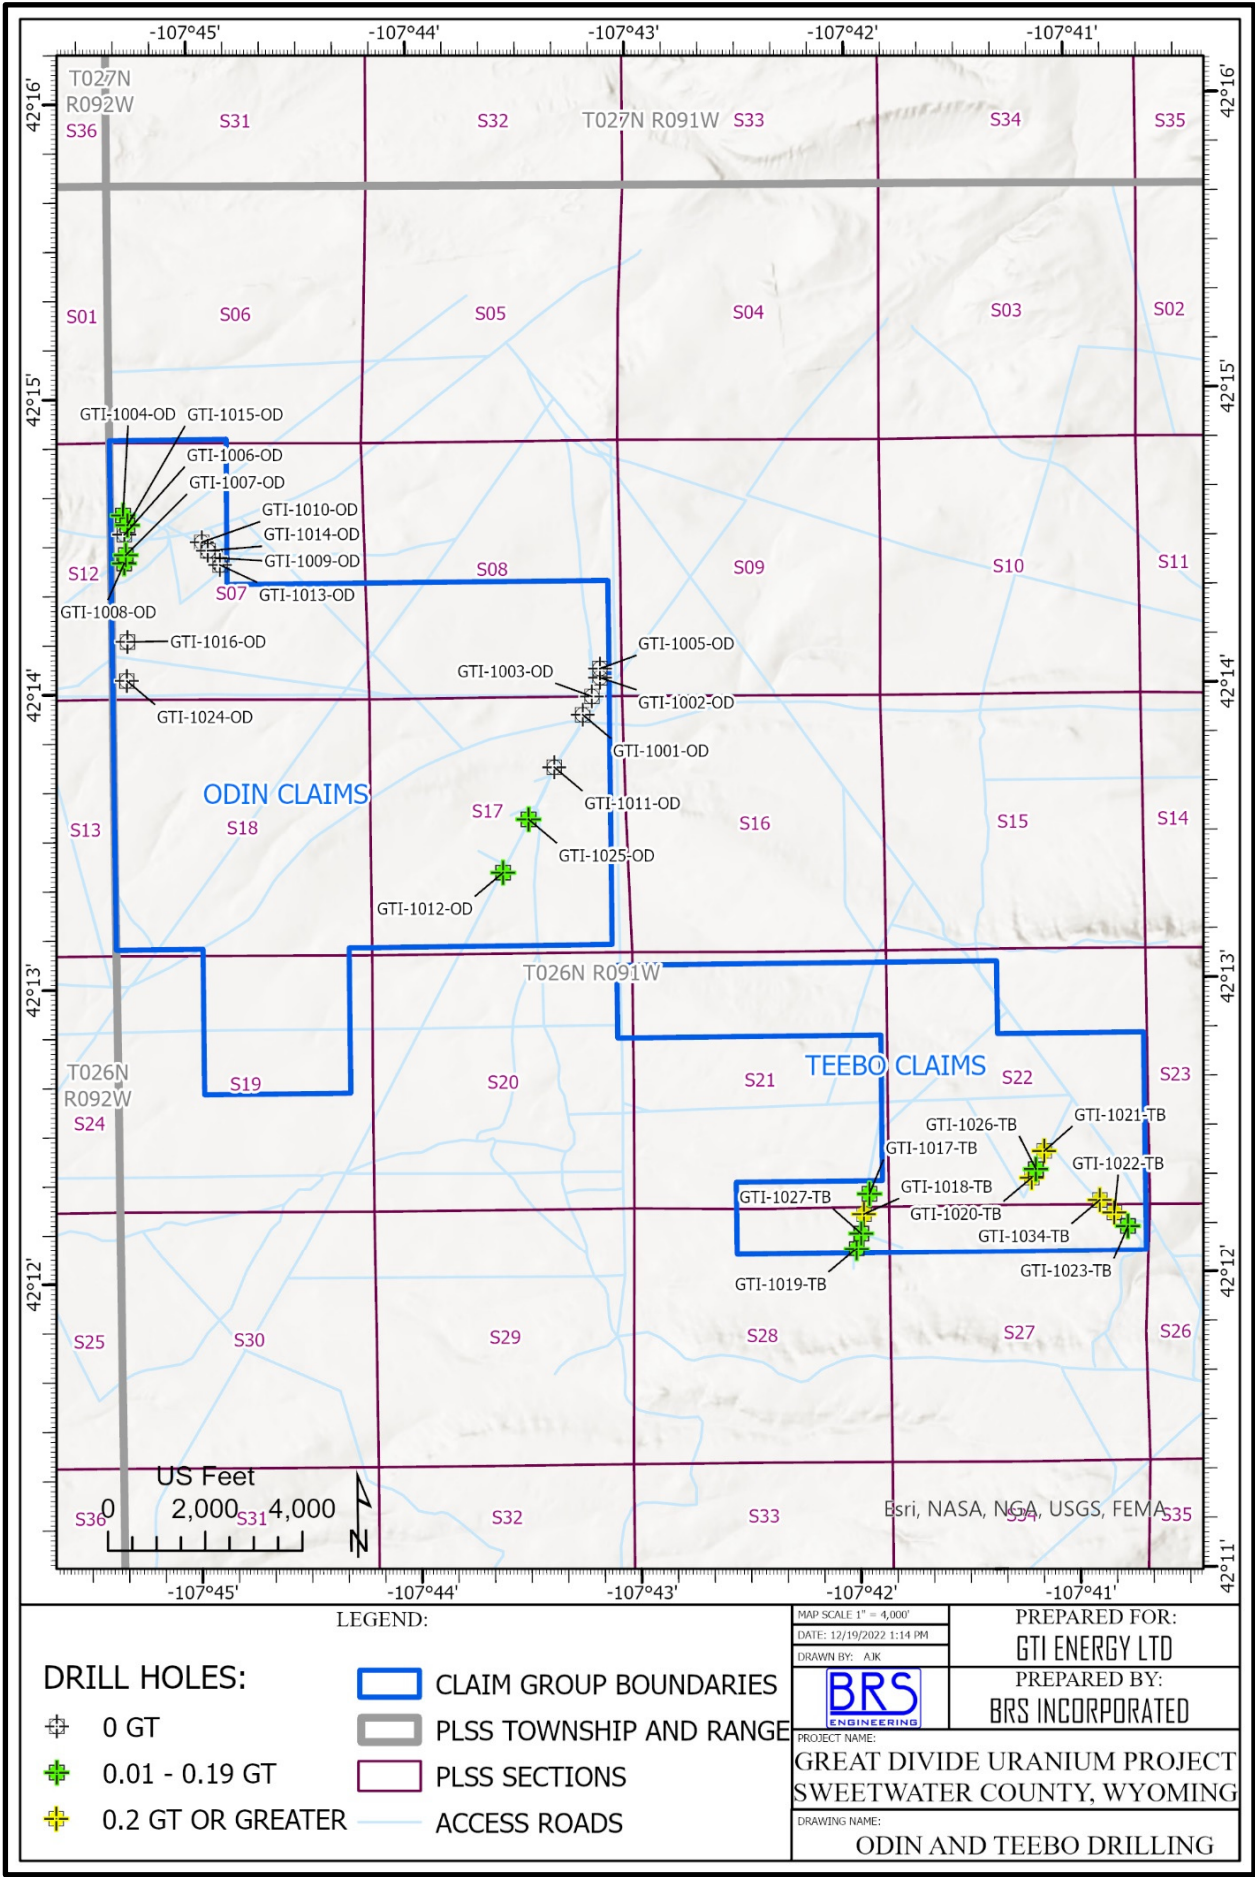 -107°45' -107°44' -107°43' -107°42' -107°41'
42°16' 42°16'
T027N
R092W
S36 S31 S32 T027N R091W S33 S34 S35
S01 S06 S05 S04 S03 S02
42°15' 42°15'
GTI-1004-OD GTI-1015-OD
GTI-1006-OD
GTI-1007-OD
GTI-1010-OD
GTI-1014-OD
GTI-1009-OD
GTI-1013-OD
S12 S07 S08 S09 S10 S11
GTI-1008-OD
GTI-1016-OD
GTI-1005-OD
GTI-1003-OD
GTI-1002-OD
42°14' 42°14'
GTI-1024-OD
GTI-1001-OD
ODIN CLAIMS
GTI-1011-OD
S13 S18 S17 S16 S15 S14
GTI-1025-OD
GTI-1012-OD
T026N R091W
42°13' 42°13'
T026N
R092W
TEEBO CLAIMS
S24 S19 S20 S21 S22 S23
GTI-1026-TB GTI-1021-TB
GTI-1017-TB GTI-1022-TB
GTI-1027-TB GTI-1018-TB
GTI-1020-TB
GTI-1034-TB
GTI-1019-TB GTI-1023-TB
42°12' 42°12'
S25 S30 S29 S28 S27 S26
US Feet
0 2,000 4,000
N
S36 S31 S32 S33 S34 S35
Esri, NASA, NGA, USGS, FEMA
42°11'
-107°45' -107°44' -107°43' -107°42' -107°41'
LEGEND:
DRILL HOLES:
0 GT
0.01 - 0.19 GT
0.2 GT OR GREATER
CLAIM GROUP BOUNDARIES
PLSS TOWNSHIP AND RANGE
PLSS SECTIONS
ACCESS ROADS
MAP SCALE 1" = 4,000'
DATE: 12/19/2022 1:14 PM
DRAWN BY: AJK
BRS
ENGINEERING
PREPARED FOR:
GTI ENERGY LTD
PREPARED BY:
BRS INCORPORATED
PROJECT NAME:
GREAT DIVIDE URANIUM PROJECT
SWEETWATER COUNTY, WYOMING
DRAWING NAME:
ODIN AND TEEBO DRILLING